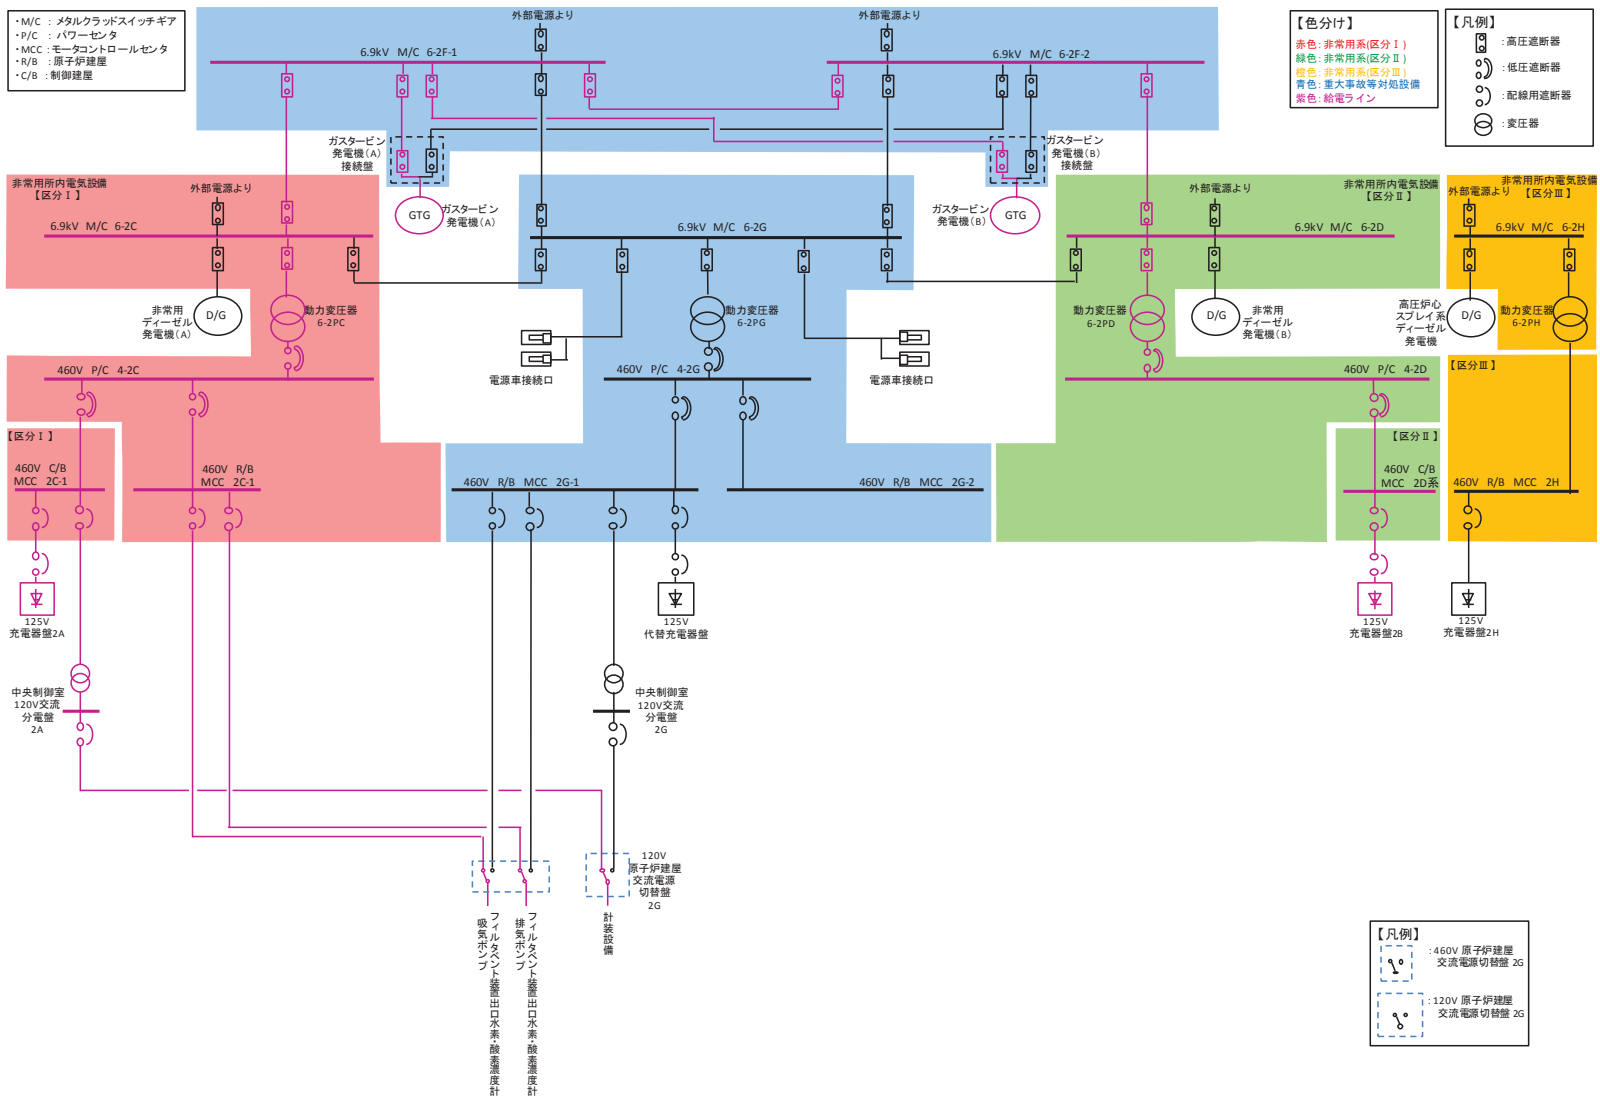 ・M/C : メタルクラッドスイッチギア
・P/C : パワーセンタ
・MCC : モータコントロールセンタ
・R/B : 原子炉建屋
・C/B : 制御建屋
外部電源より
外部電源より
6.9kV M/C 6-2F-1
6.9kV M/C 6-2F-2
【色分け】
赤色:非常用系(区分Ⅰ)
緑色:非常用系(区分Ⅱ)
橙色:非常用系(区分Ⅲ)
青色:重大事故等対処設備
紫色:給電ライン
【凡例】
:高圧遮断器
:低圧遮断器
:配線用遮断器
:変圧器
ガスタービン
発電機(A)
接続盤
ガスタービン
発電機(B)
接続盤
GTG
ガスタービン
発電機(A)
ガスタービン
発電機(B)
GTG
非常用所内電気設備
【区分Ⅰ】
外部電源より
6.9kV M/C 6-2C
6.9kV M/C 6-2G
非常用所内電気設備
【区分Ⅱ】
外部電源より
6.9kV M/C 6-2D
非常用所内電気設備
【区分Ⅲ】
外部電源より
6.9kV M/C 6-2H
非常用
ディーゼル
発電機(A)
D/G
動力変圧器
6-2PC
動力変圧器
6-2PG
動力変圧器
6-2PD
D/G
非常用
ディーゼル
発電機(B)
高圧炉心
スプレイ系
ディーゼル
発電機
D/G
動力変圧器
6-2PH
電源車接続口
電源車接続口
460V P/C 4-2C
460V P/C 4-2G
460V P/C 4-2D
【区分Ⅲ】
【区分Ⅰ】
460V C/B
MCC 2C-1
460V R/B
MCC 2C-1
460V R/B MCC 2G-1
460V R/B MCC 2G-2
【区分Ⅱ】
460V C/B
MCC 2D系
460V R/B MCC 2H
125V
充電器盤2A
125V
代替充電器盤
125V
充電器盤2B
125V
充電器盤2H
中央制御室
120V交流
分電盤
2A
中央制御室
120V交流
分電盤
2G
120V
原子炉建屋
交流電源
切替盤
2G
フィルタベント装置出口水素・酸素濃度計
吸気ポンプ
フィルタベント装置出口水素・酸素濃度計
排気ポンプ
計装設備
【凡例】
:460V 原子炉建屋
交流電源切替盤 2G
:120V 原子炉建屋
交流電源切替盤 2G